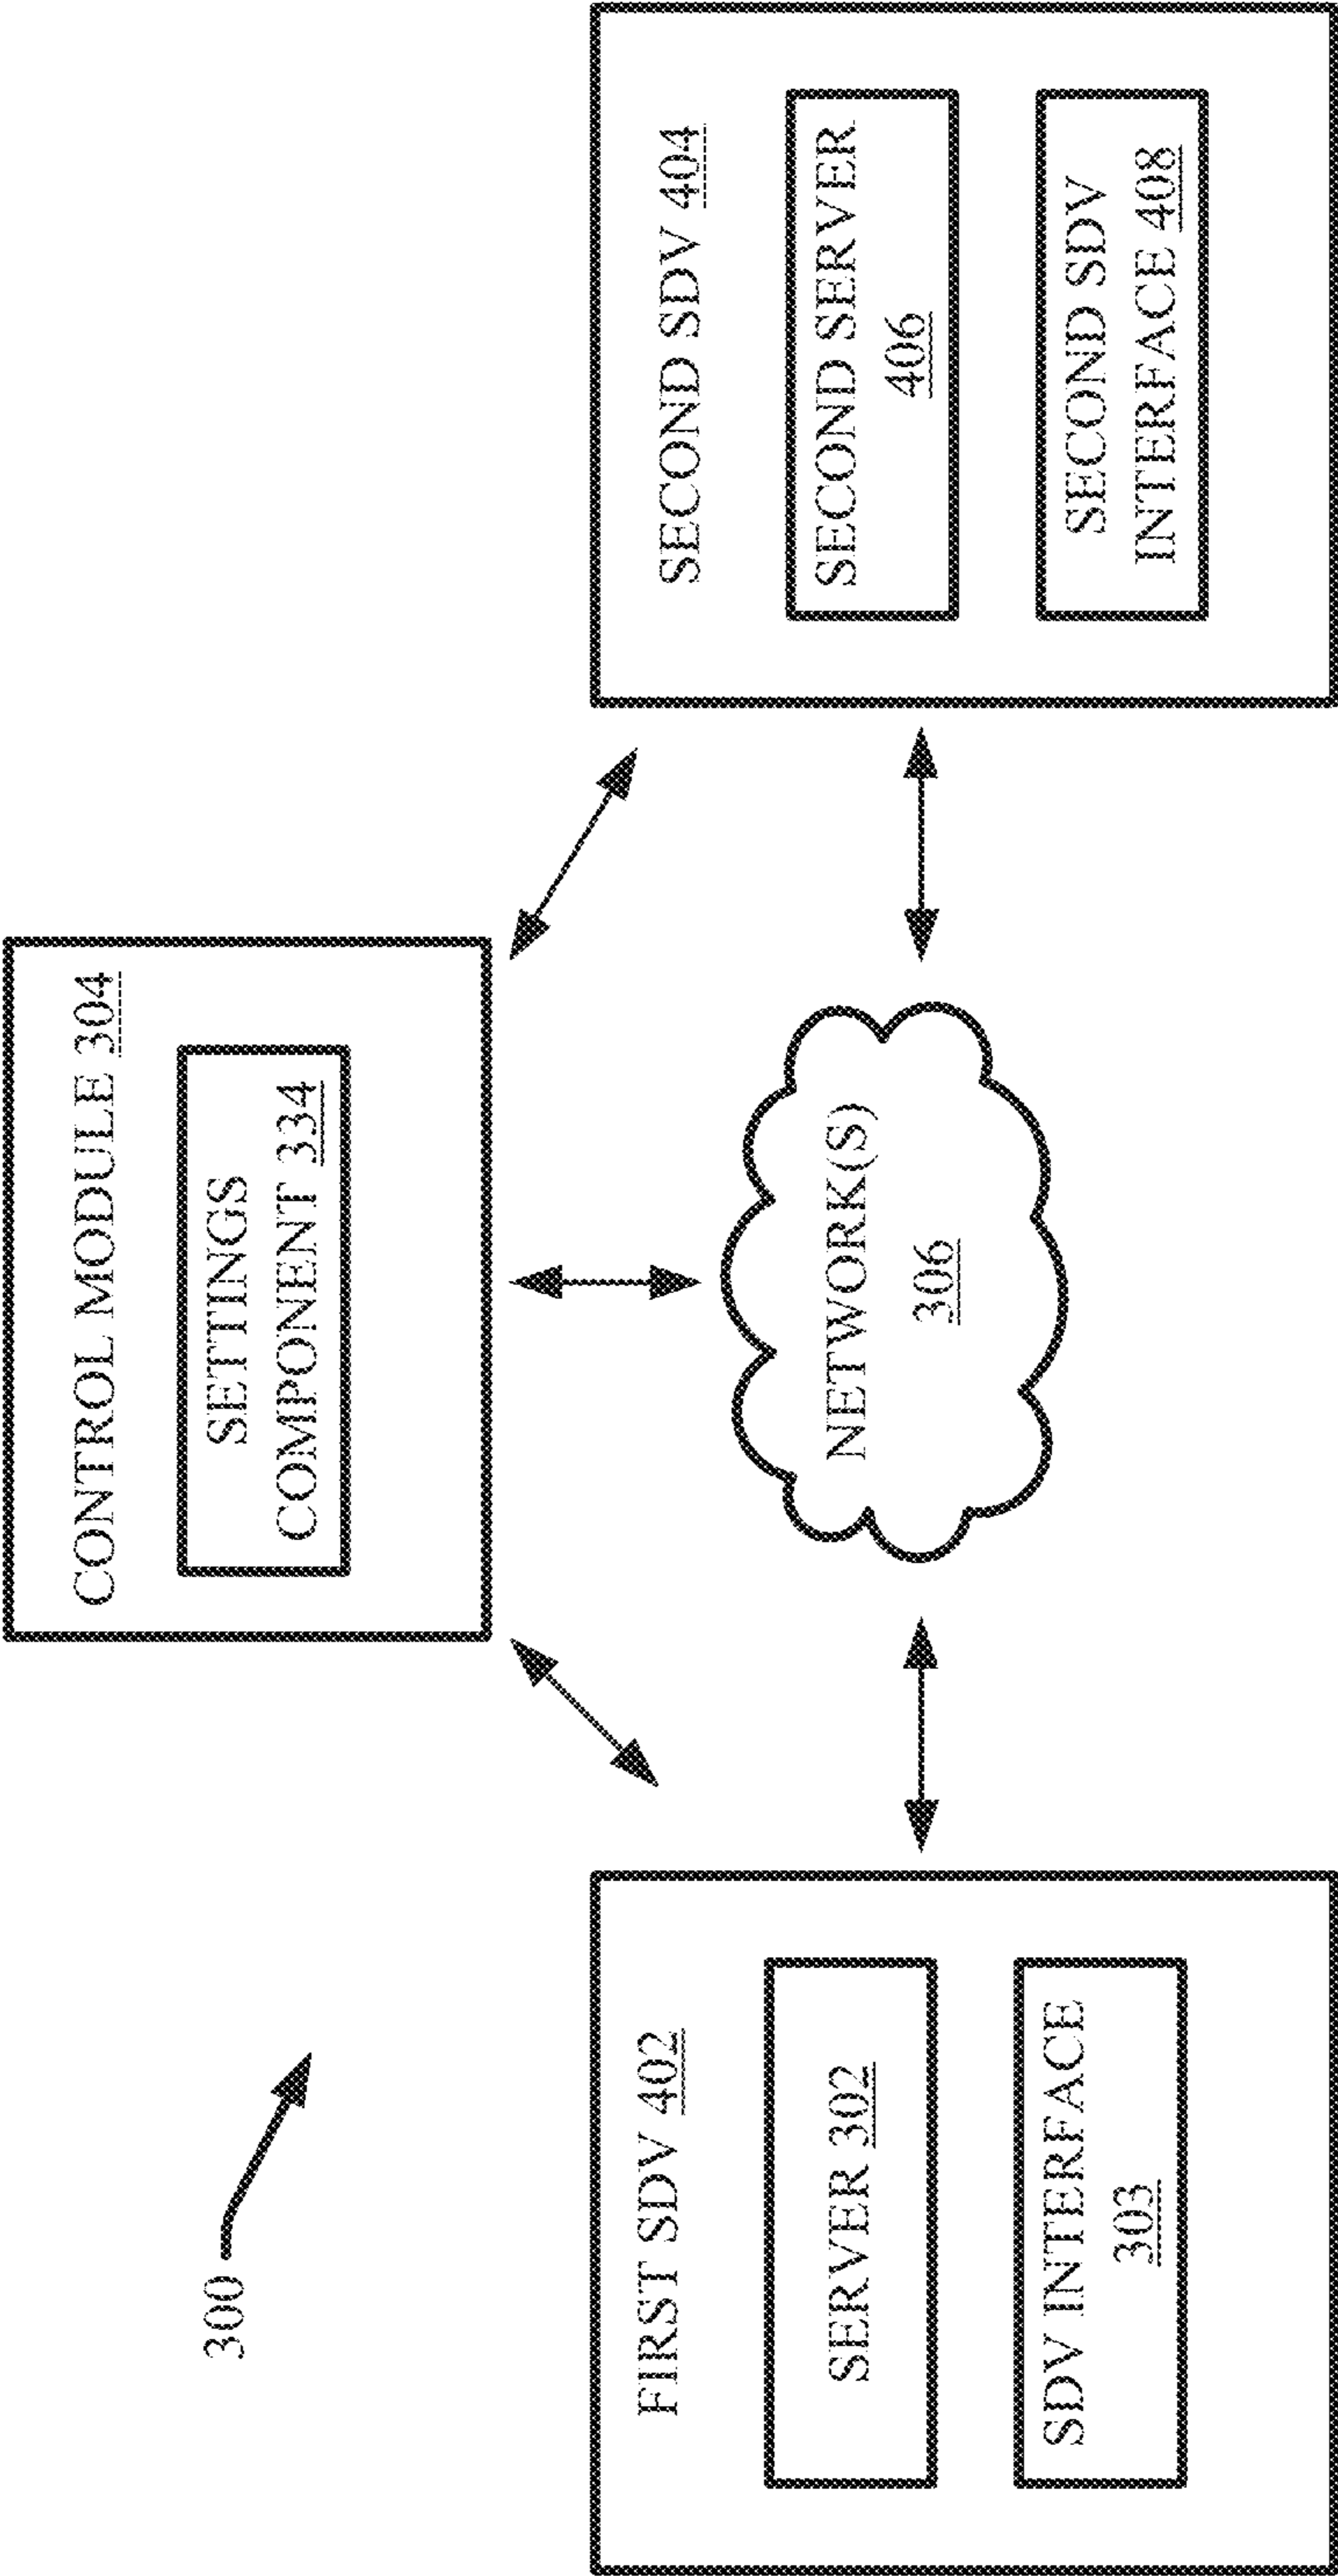 300
CONTROL MODULE 304
SETTINGS
COMPONENT 334
FIRST SDV 402
SERVER 302
SDV INTERFACE
303
NETWORK(S)
306
SECOND SDV 404
SECOND SERVER
406
SECOND SDV
INTERFACE 408